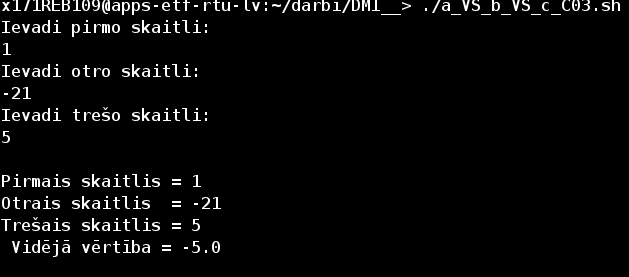 x171REB109@apps-etf-rtu-lv:~/darbi/DMI__> ./a_VS_b_VS_c_C03.sh
Ievadi pirmo skaitli:
1
Ievadi otro skaitli:
-21
Ievadi trešo skaitli:
5
Pirmais skaitlis = 1
Otrais skaitlis  = -21
Trešais skaitlis = 5
Vidējā vērtība = -5.0